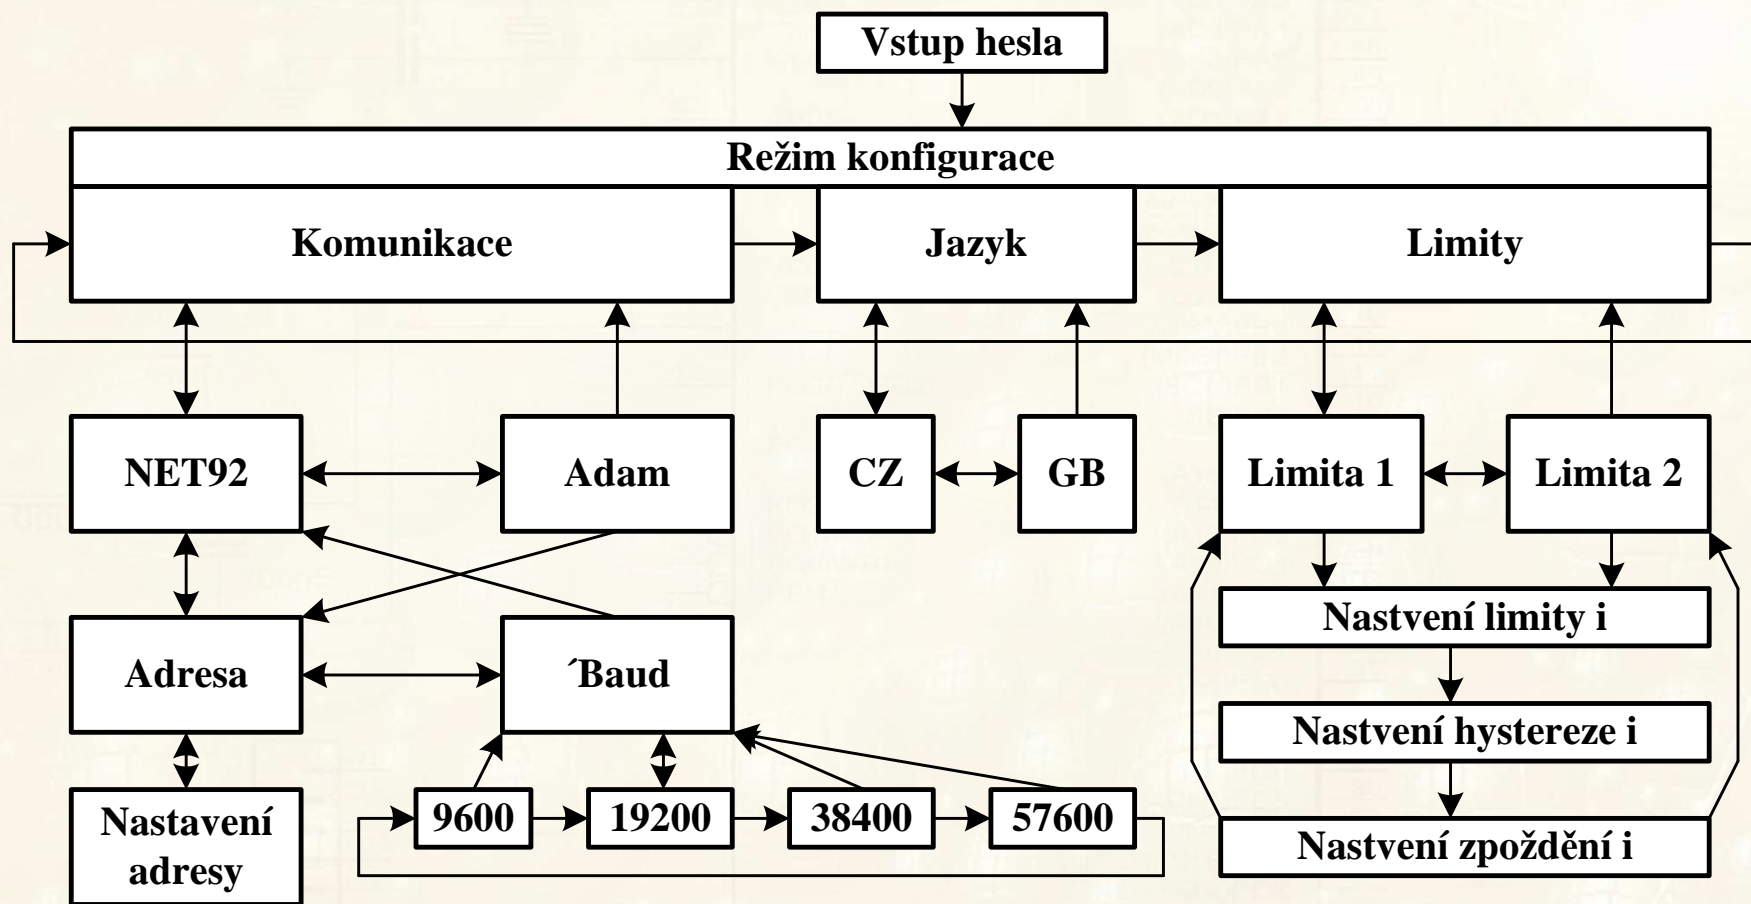 Vstup hesla
Režim konfigurace
Komunikace
Jazyk
Limity
NET92
Adam
CZ
GB
Limita 1
Limita 2
Nastvení limity i
Adresa
´Baud
Nastvení hystereze i
9600
19200
38400
57600
Nastavení
adresy
Nastvení zpoždění i